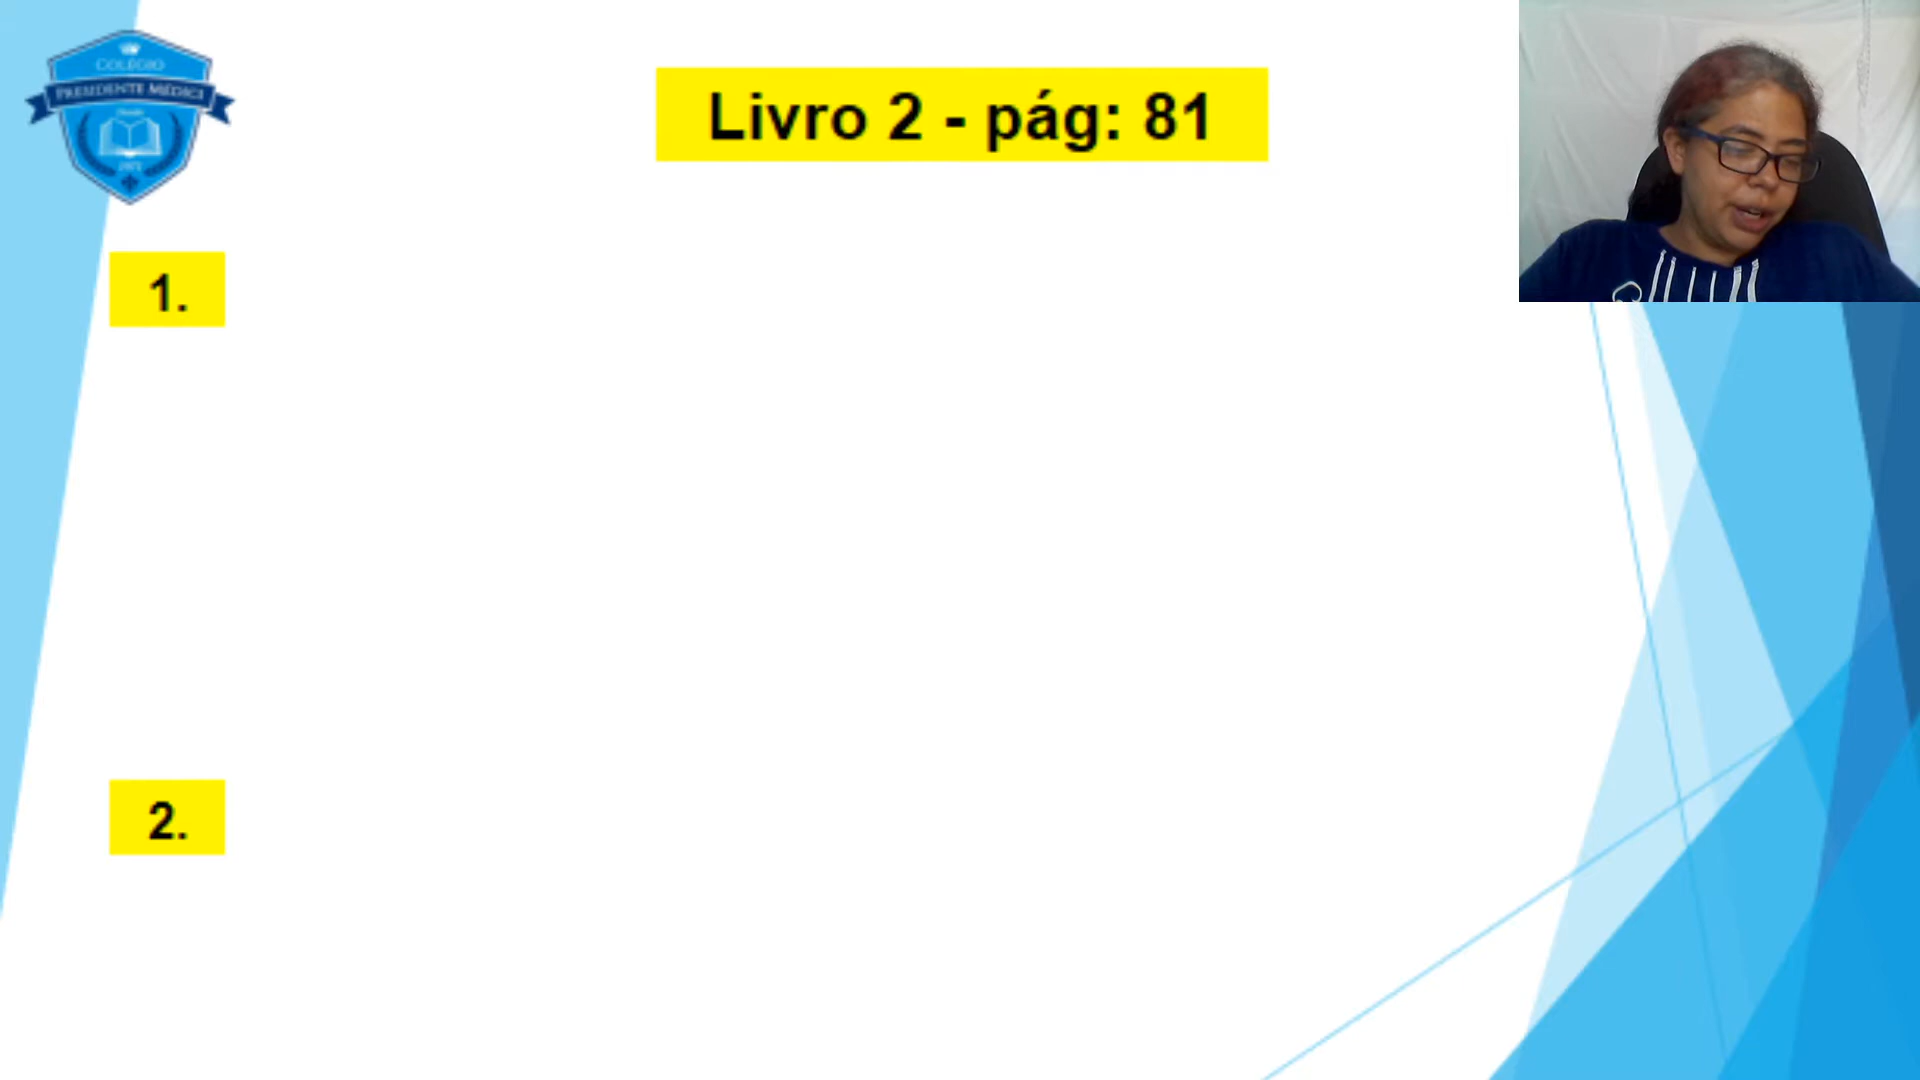 COLÉGIO
PRESIDENTE MÉDICI
Livro 2 - pág: 81
1.
2.